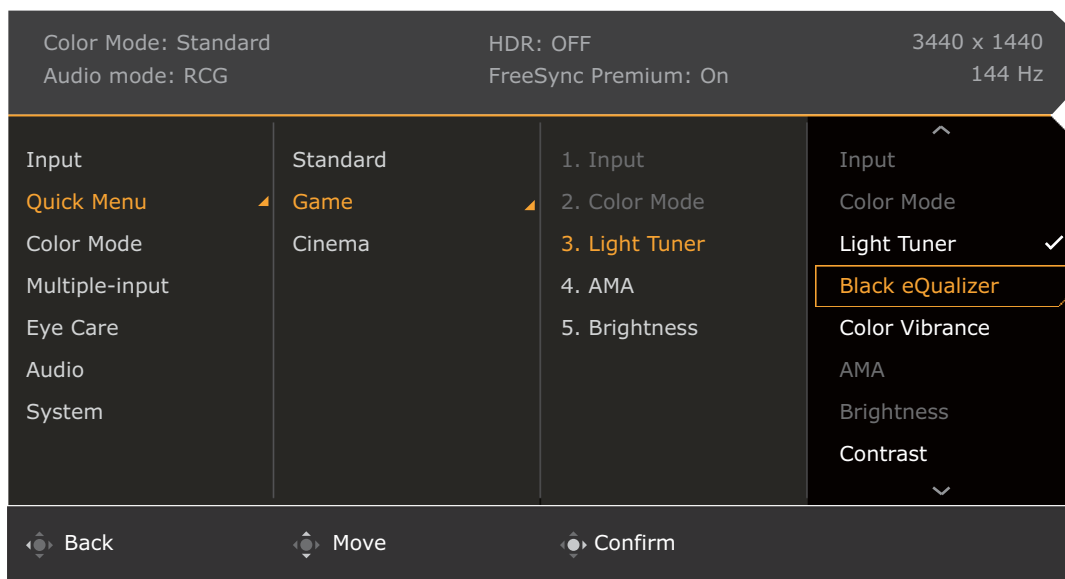 Color Mode: Standard
HDR: OFF
3440 x 1440
Audio mode: RCG
FreeSync Premium: On
144 Hz
Input
Quick Menu
Color Mode
Multiple-input
Eye Care
Audio
System
Standard
Game
Cinema
1. Input
2. Color Mode
3. Light Tuner
4. AMA
5. Brightness
Input
Color Mode
Light Tuner
Black eQualizer
Color Vibrance
AMA
Brightness
Contrast
Back
Move
Confirm